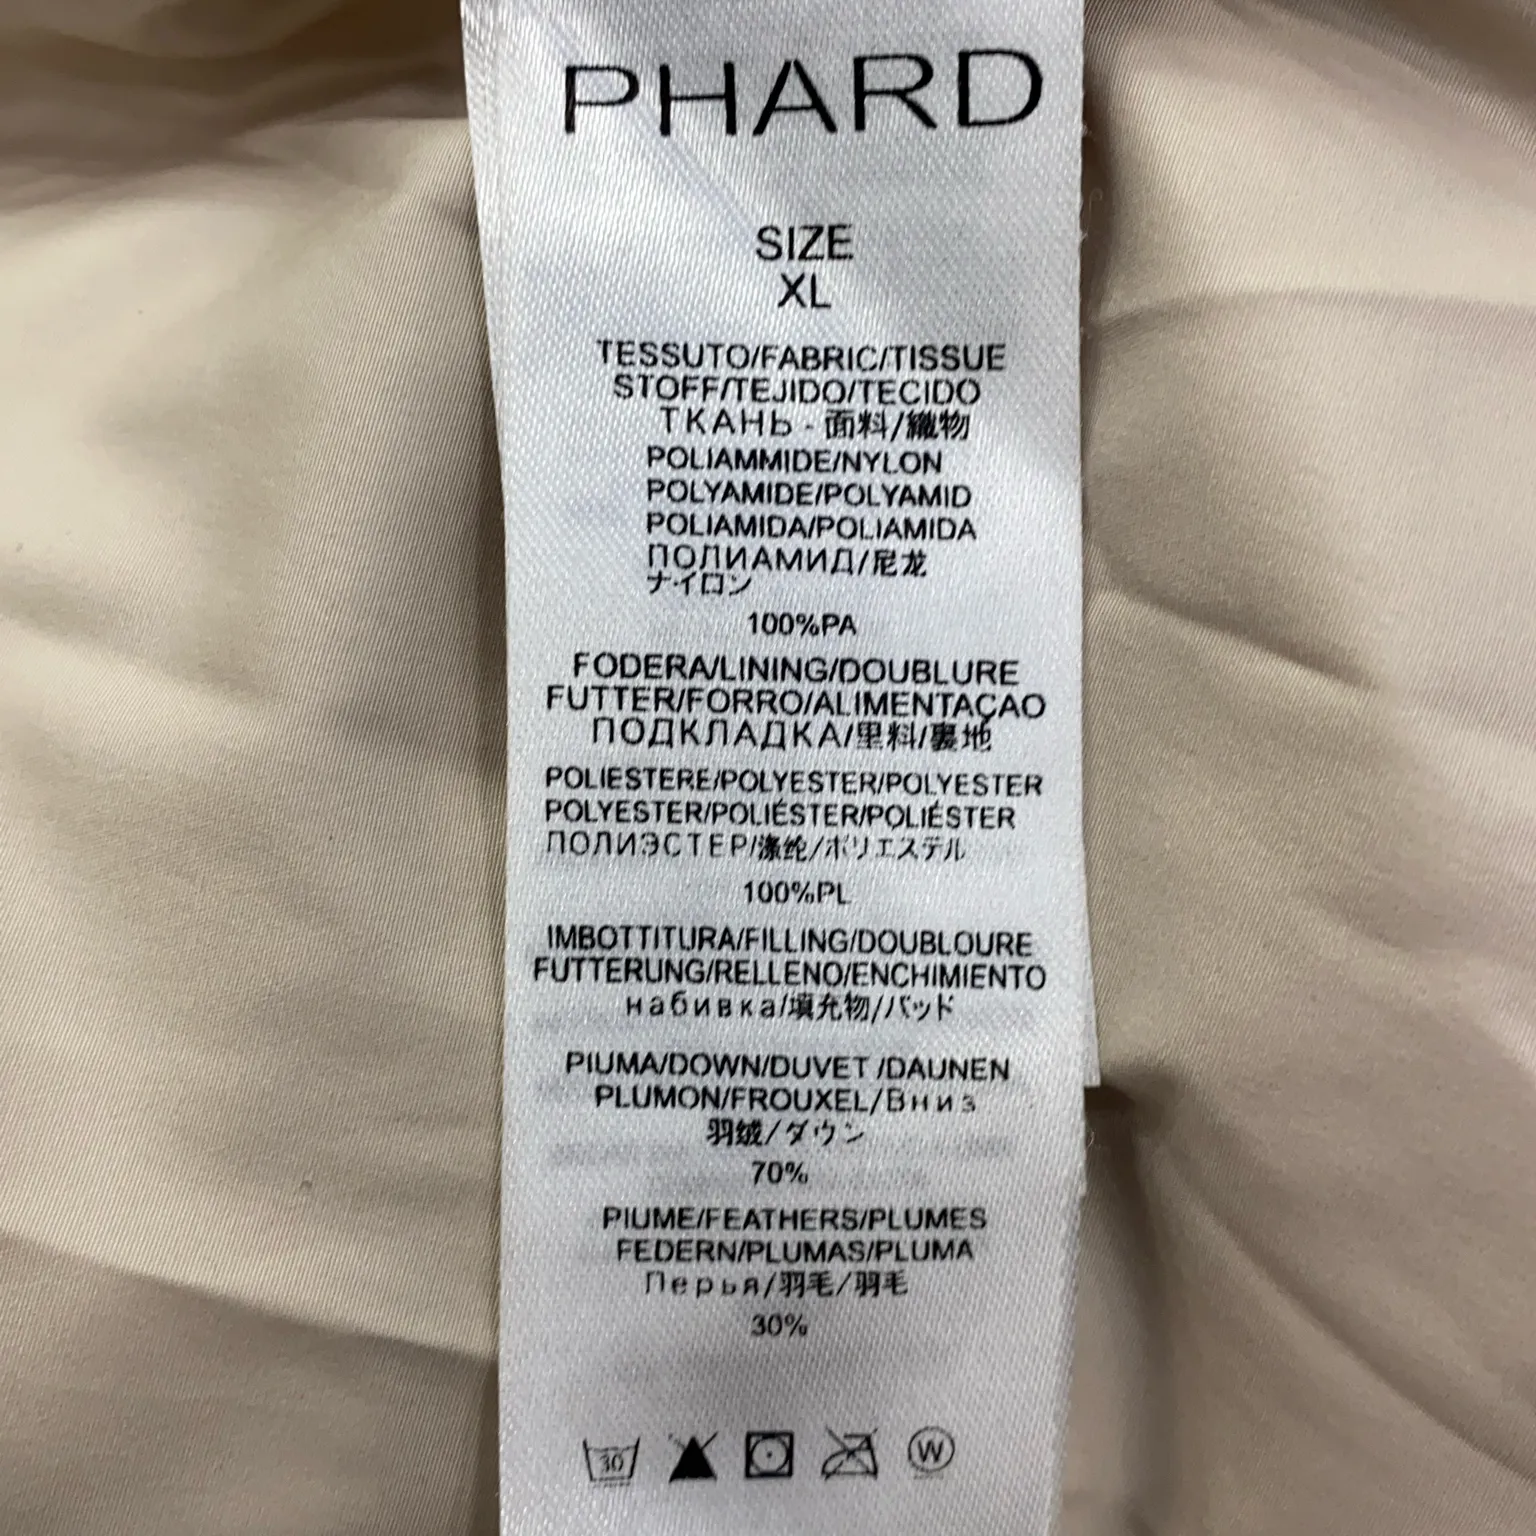 PHARD
SIZE
XL
TESSUTO/FABRIC/TISSUE
STOFF/TEJIDO/TECIDO
ТКАНЬ - 面料/織物
POLIAMMIDE/NYLON
POLYAMIDE/POLYAMID
POLIAMIDA/POLIAMIDA
ПОЛИАМИД/尼龙
ナイロン
100%PA
FODERA/LINING/DOUBLURE
FUTTER/FORRO/ALIMENTAÇAO
ПОДКЛАДКА/里料/裏地
POLIESTERE/POLYESTER/POLYESTER
POLYESTER/POLIÉSTER/POLIÉSTER
ПОЛИЭСТЕР/涤纶/ポリエステル
100%PL
IMBOTTITURA/FILLING/DOUBLOURE
FUTTERUNG/RELLENO/ENCHIMIENTO
набивка/填充物/パッド
PIUMA/DOWN/DUVET /DAUNEN
PLUMON/FROUXEL/Вниз
羽绒/ダウン
70%
PIUME/FEATHERS/PLUMES
FEDERN/PLUMAS/PLUMA
Перья/羽毛/羽毛
30%
30 W